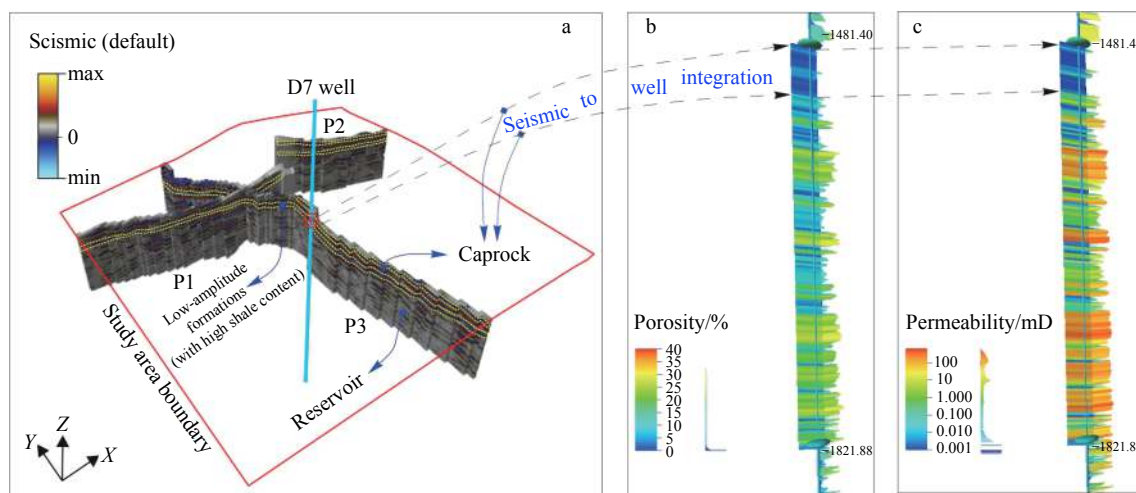 a
Seismic (default)
max
0
min
D7 well
P2
P1
P3
Caprock
Low-amplitude
formations
(with high shale content)
Reservoir
Study area boundary
Z
Y
X
Seismic to well integration
b
−1481.40
Porosity/%
40
35
30
25
20
15
10
5
0
−1821.88
c
−1481.4
Permeability/mD
100
10
1.000
0.100
0.010
0.001
−1821.8